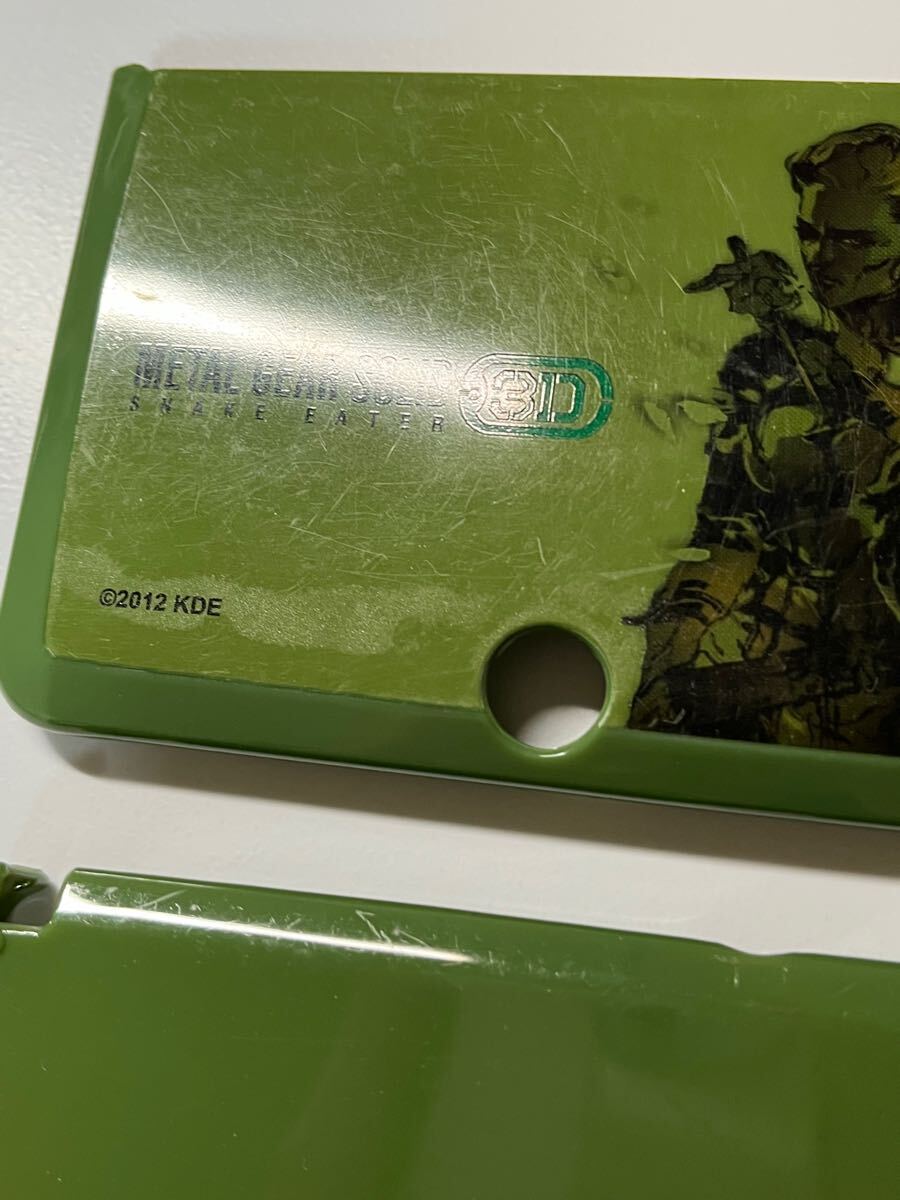 METAL GEAR SOLID 3D
SNAKE EATER
©2012 KDE